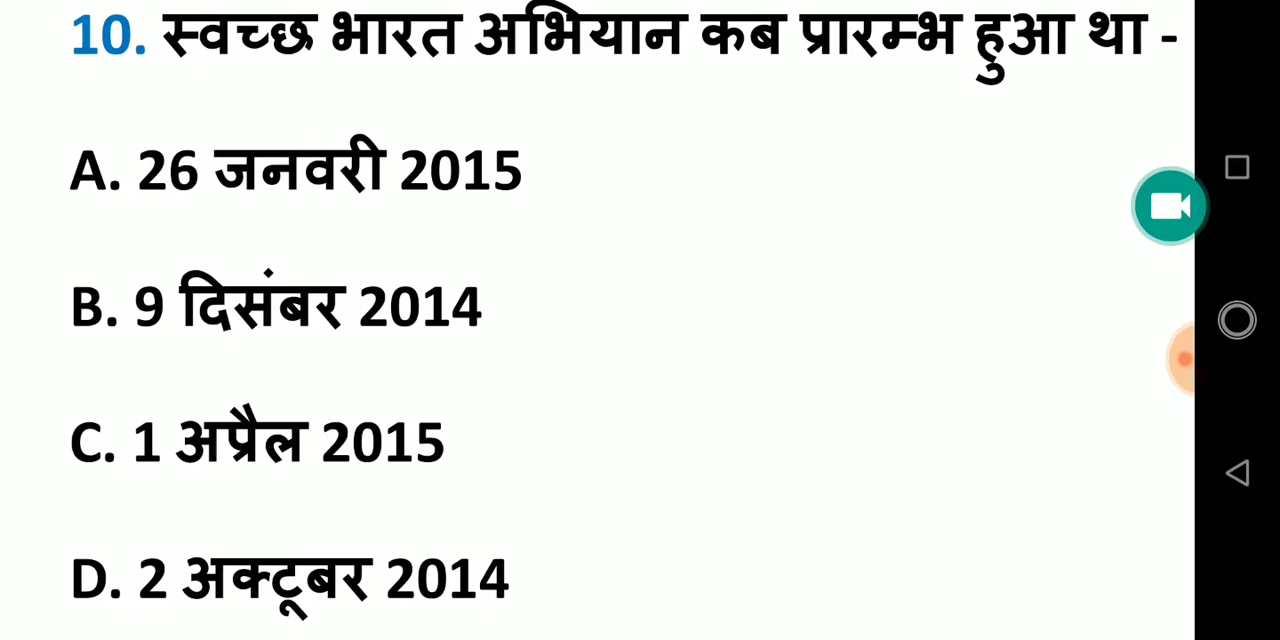 10. स्वच्छ भारत अभियान कब प्रारम्भ हुआ था -
A. 26 जनवरी 2015
B. 9 दिसंबर 2014
C. 1 अप्रैल 2015
D. 2 अक्टूबर 2014